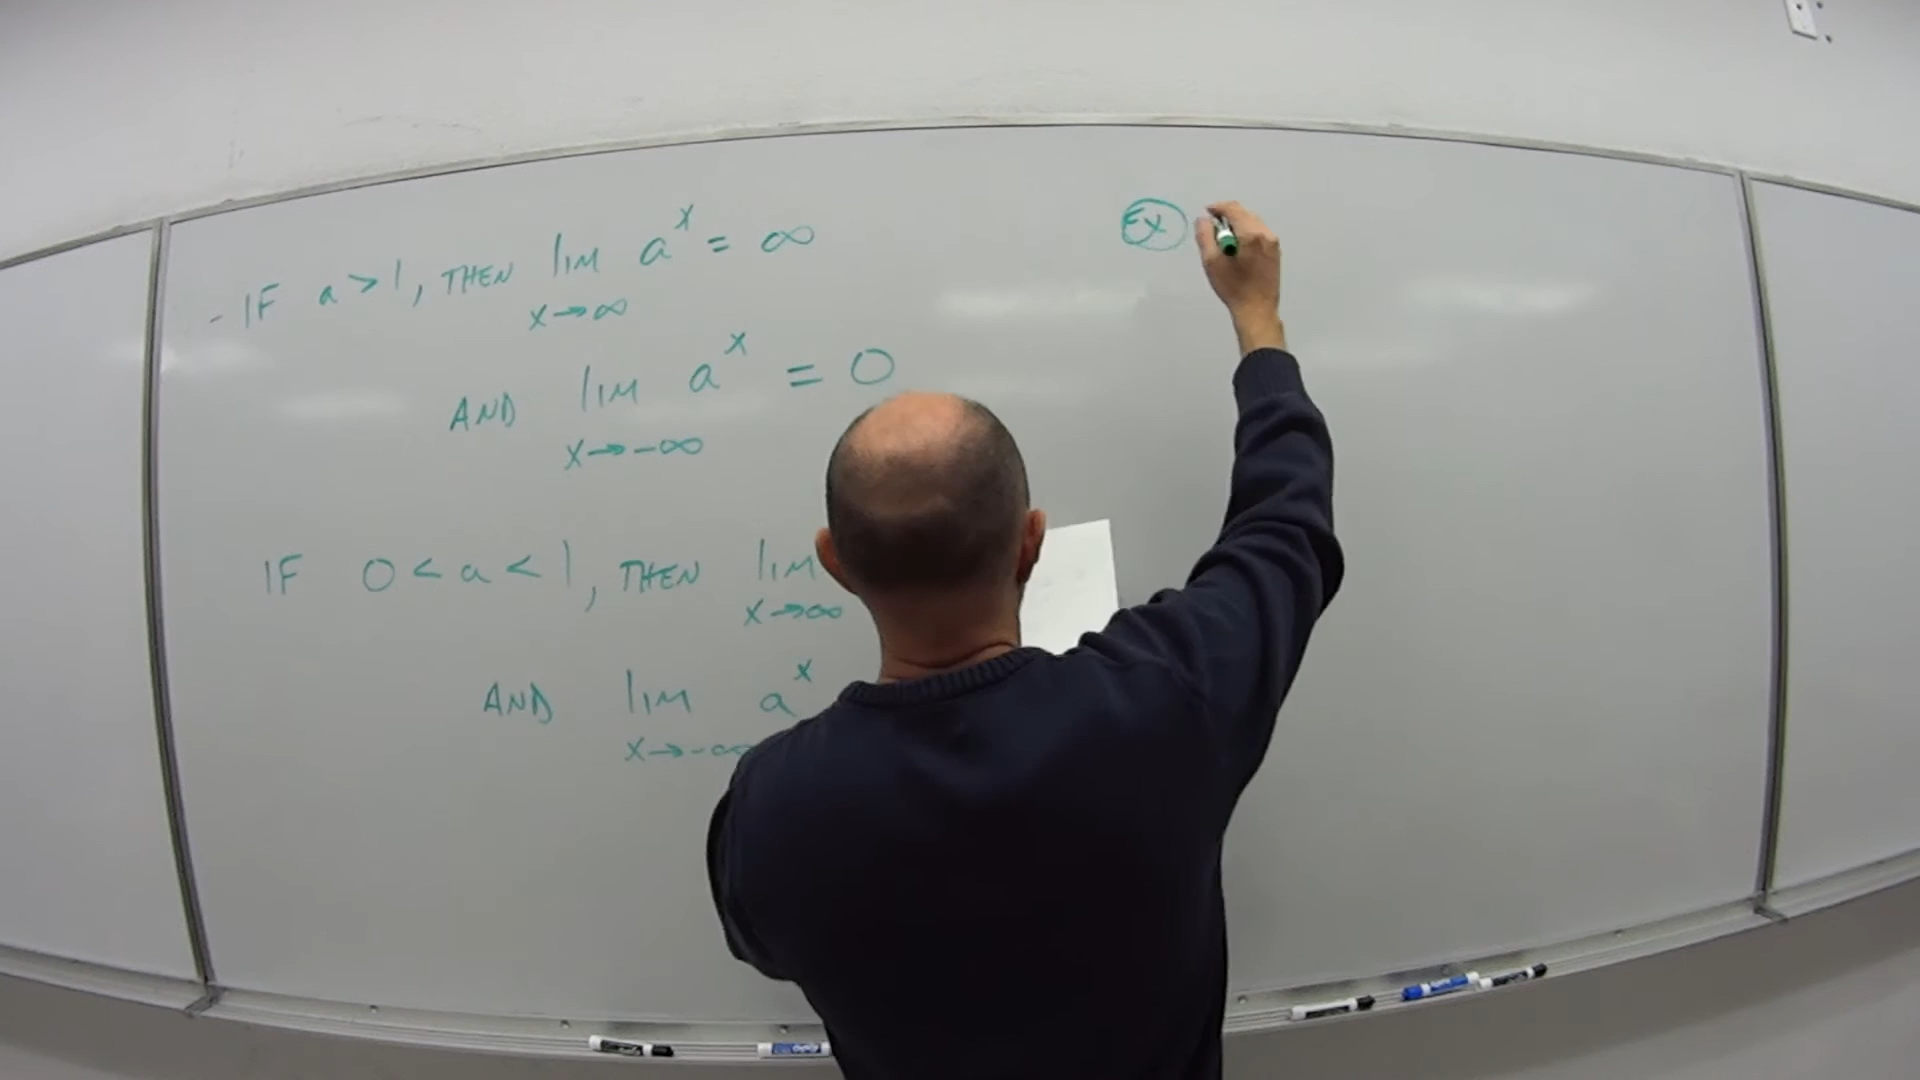 - IF a > 1, THEN lim a^x = ∞
x→∞
AND lim a^x = 0
x→-∞
IF 0 < a < 1, THEN lim
x→∞
AND lim a^x
x→-∞
Ex